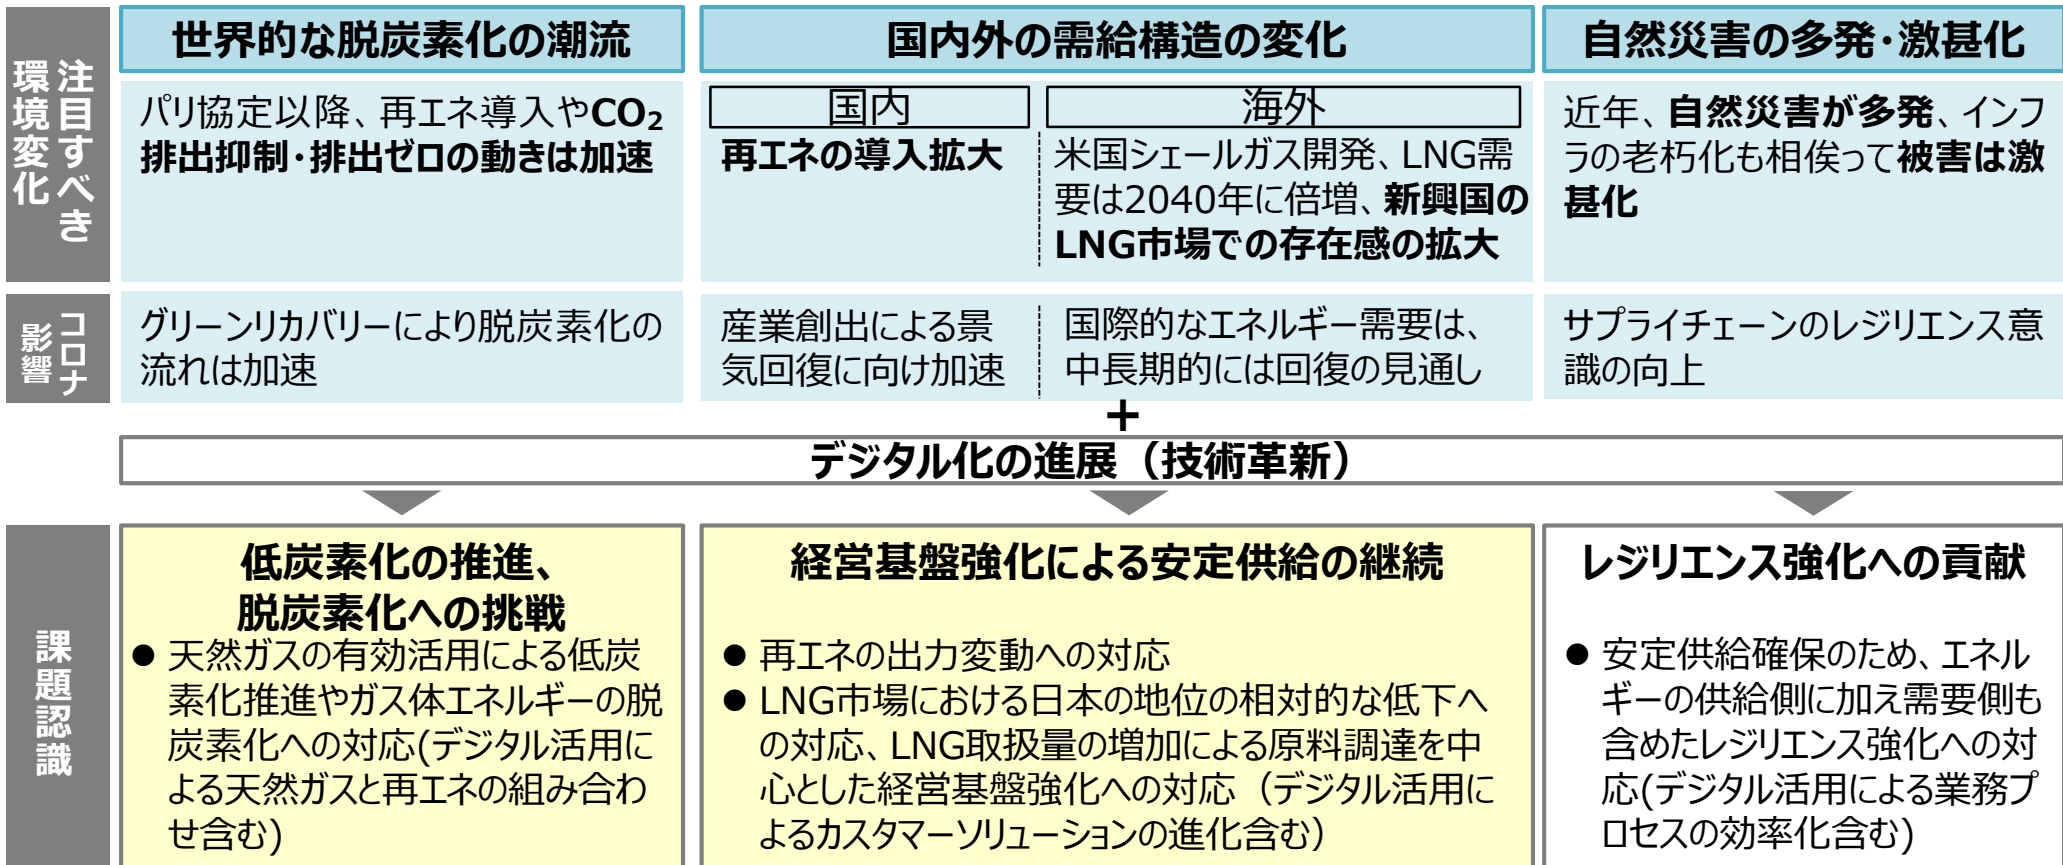 注目すべき
環境変化
世界的な脱炭素化の潮流
パリ協定以降、再エネ導入やCO₂
排出抑制・排出ゼロの動きは加速
国内外の需給構造の変化
国内
再エネの導入拡大
海外
米国シェールガス開発、LNG需
要は2040年に倍増、新興国の
LNG市場での存在感の拡大
自然災害の多発・激甚化
近年、自然災害が多発、インフ
ラの老朽化も相俟って被害は激
甚化
コロナ
影響
グリーンリカバリーにより脱炭素化の
流れは加速
産業創出による景
気回復に向け加速
国際的なエネルギー需要は、
中長期的には回復の見通し
サプライチェーンのレジリエンス意
識の向上
+
デジタル化の進展（技術革新）
課題認識
低炭素化の推進、
脱炭素化への挑戦
● 天然ガスの有効活用による低炭
素化推進やガス体エネルギーの脱
炭素化への対応(デジタル活用に
よる天然ガスと再エネの組み合わ
せ含む)
経営基盤強化による安定供給の継続
● 再エネの出力変動への対応
● LNG市場における日本の地位の相対的な低下へ
の対応、LNG取扱量の増加による原料調達を中
心とした経営基盤強化への対応（デジタル活用に
よるカスタマーソリューションの進化含む）
レジリエンス強化への貢献
● 安定供給確保のため、エネル
ギーの供給側に加え需要側も
含めたレジリエンス強化への対
応(デジタル活用による業務プ
ロセスの効率化含む)